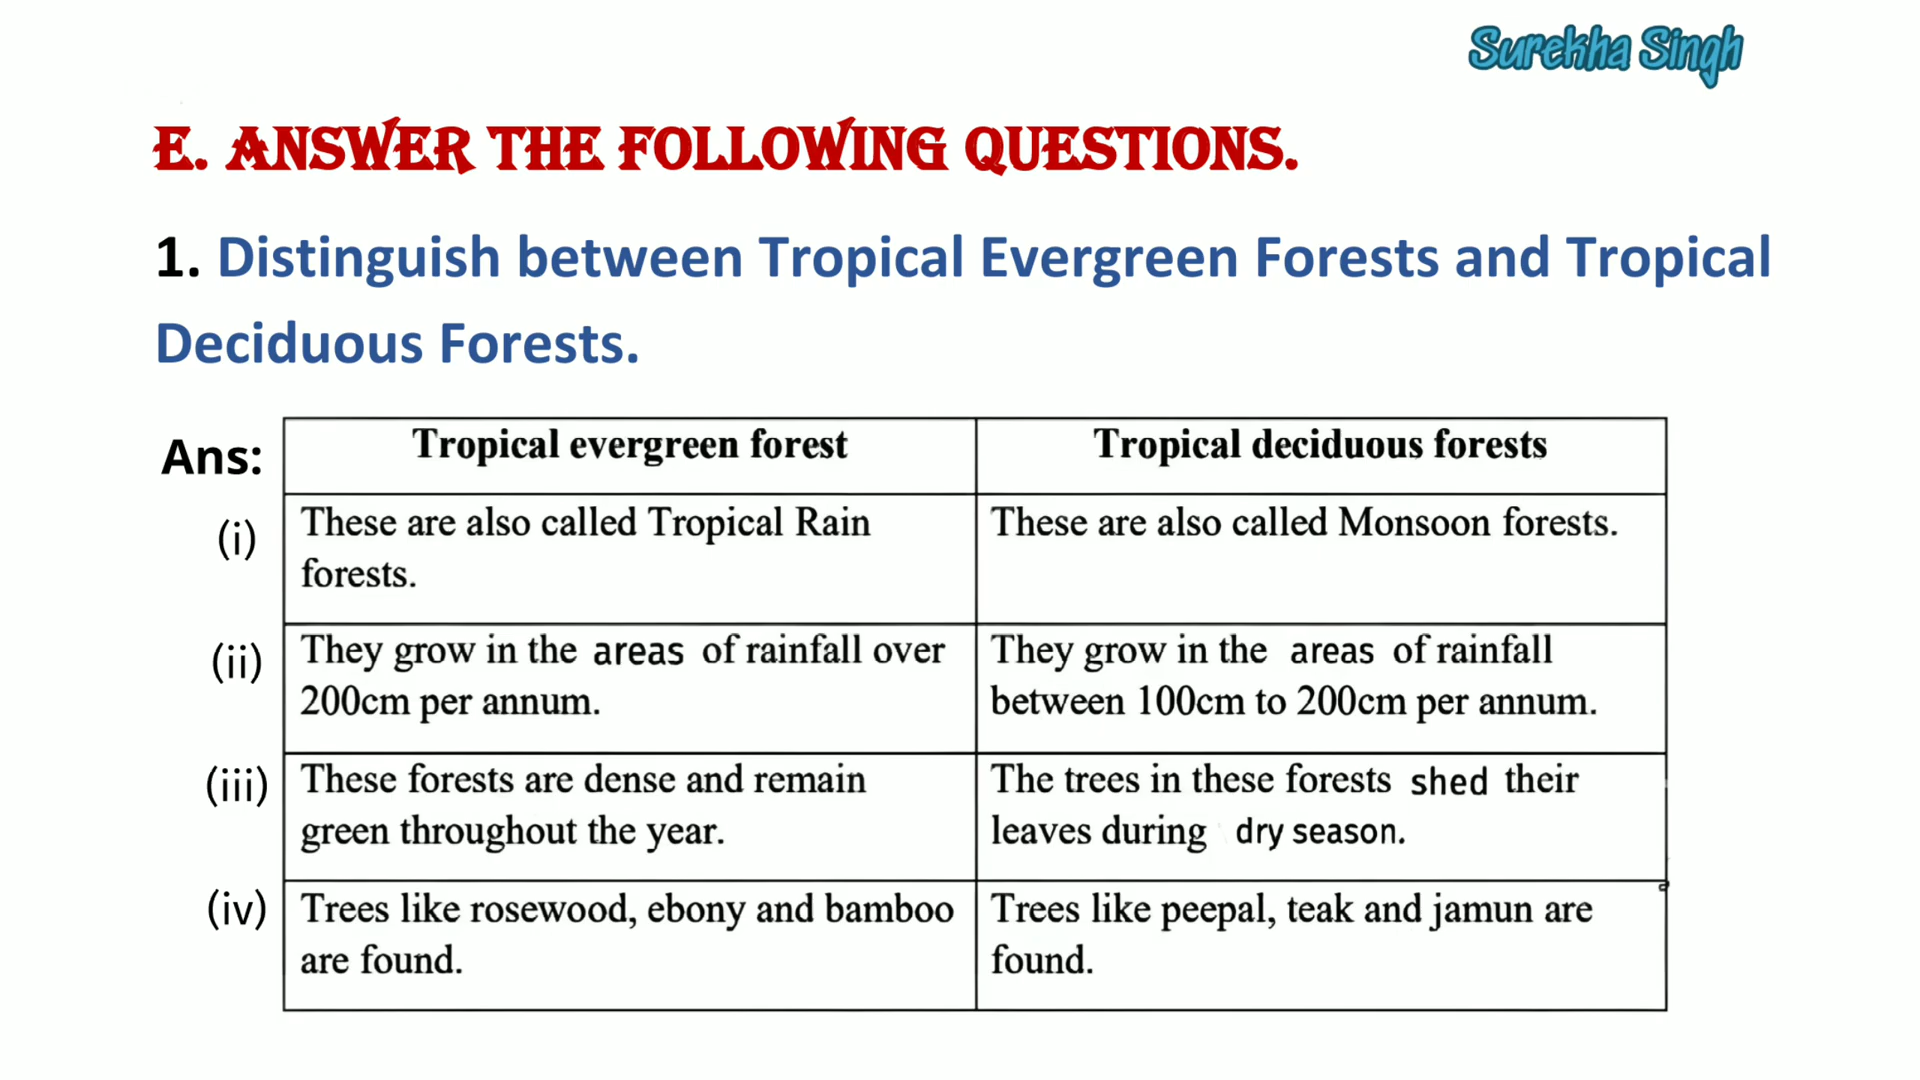 Surekha Singh
E. ANSWER THE FOLLOWING QUESTIONS.
1. Distinguish between Tropical Evergreen Forests and Tropical
Deciduous Forests.
Ans:
Tropical evergreen forest
Tropical deciduous forests
(i)
These are also called Tropical Rain
forests.
These are also called Monsoon forests.
(ii)
They grow in the areas of rainfall over
200cm per annum.
They grow in the areas of rainfall
between 100cm to 200cm per annum.
(iii)
These forests are dense and remain
green throughout the year.
The trees in these forests shed their
leaves during dry season.
(iv)
Trees like rosewood, ebony and bamboo
are found.
Trees like peepal, teak and jamun are
found.